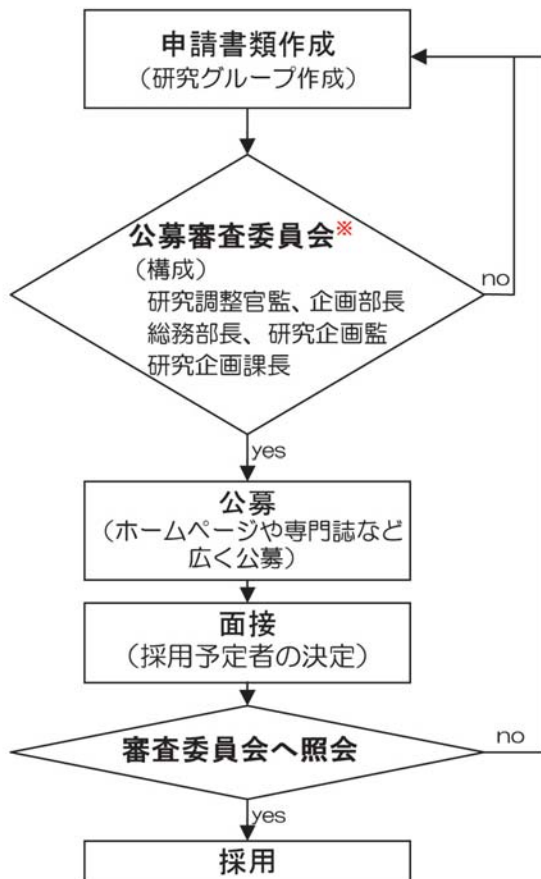 申請書類作成
（研究グループ作成）
公募審査委員会※
（構成）
研究調整官監、企画部長
総務部長、研究企画監
研究企画課長
no
yes
公募
（ホームページや専門誌など
広く公募）
面接
（採用予定者の決定）
審査委員会へ照会
no
yes
採用